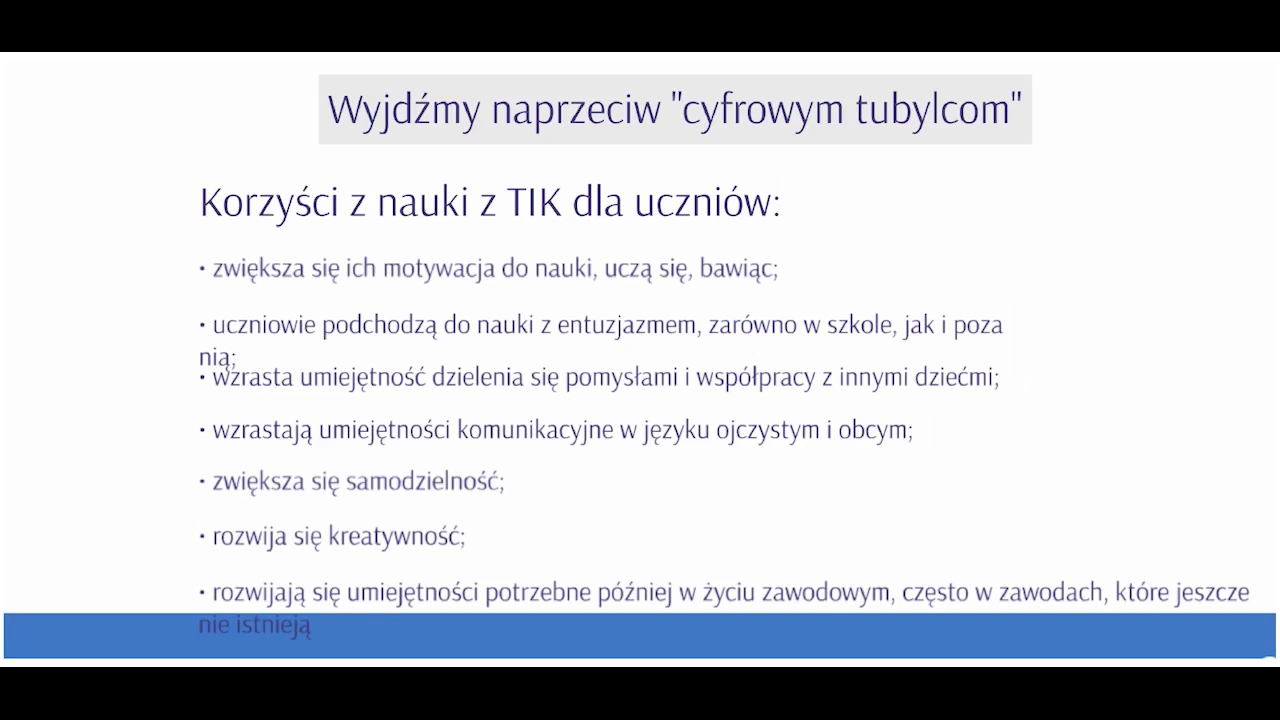 Wyjdźmy naprzeciw "cyfrowym tubylcom"
Korzyści z nauki z TIK dla uczniów:
• zwiększa się ich motywacja do nauki, uczą się, bawiąc;
• uczniowie podchodzą do nauki z entuzjazmem, zarówno w szkole, jak i poza
nią;
• wzrasta umiejętność dzielenia się pomysłami i współpracy z innymi dziećmi;
• wzrastają umiejętności komunikacyjne w języku ojczystym i obcym;
• zwiększa się samodzielność;
• rozwija się kreatywność;
• rozwijają się umiejętności potrzebne później w życiu zawodowym, często w zawodach, które jeszcze
nie istnieją